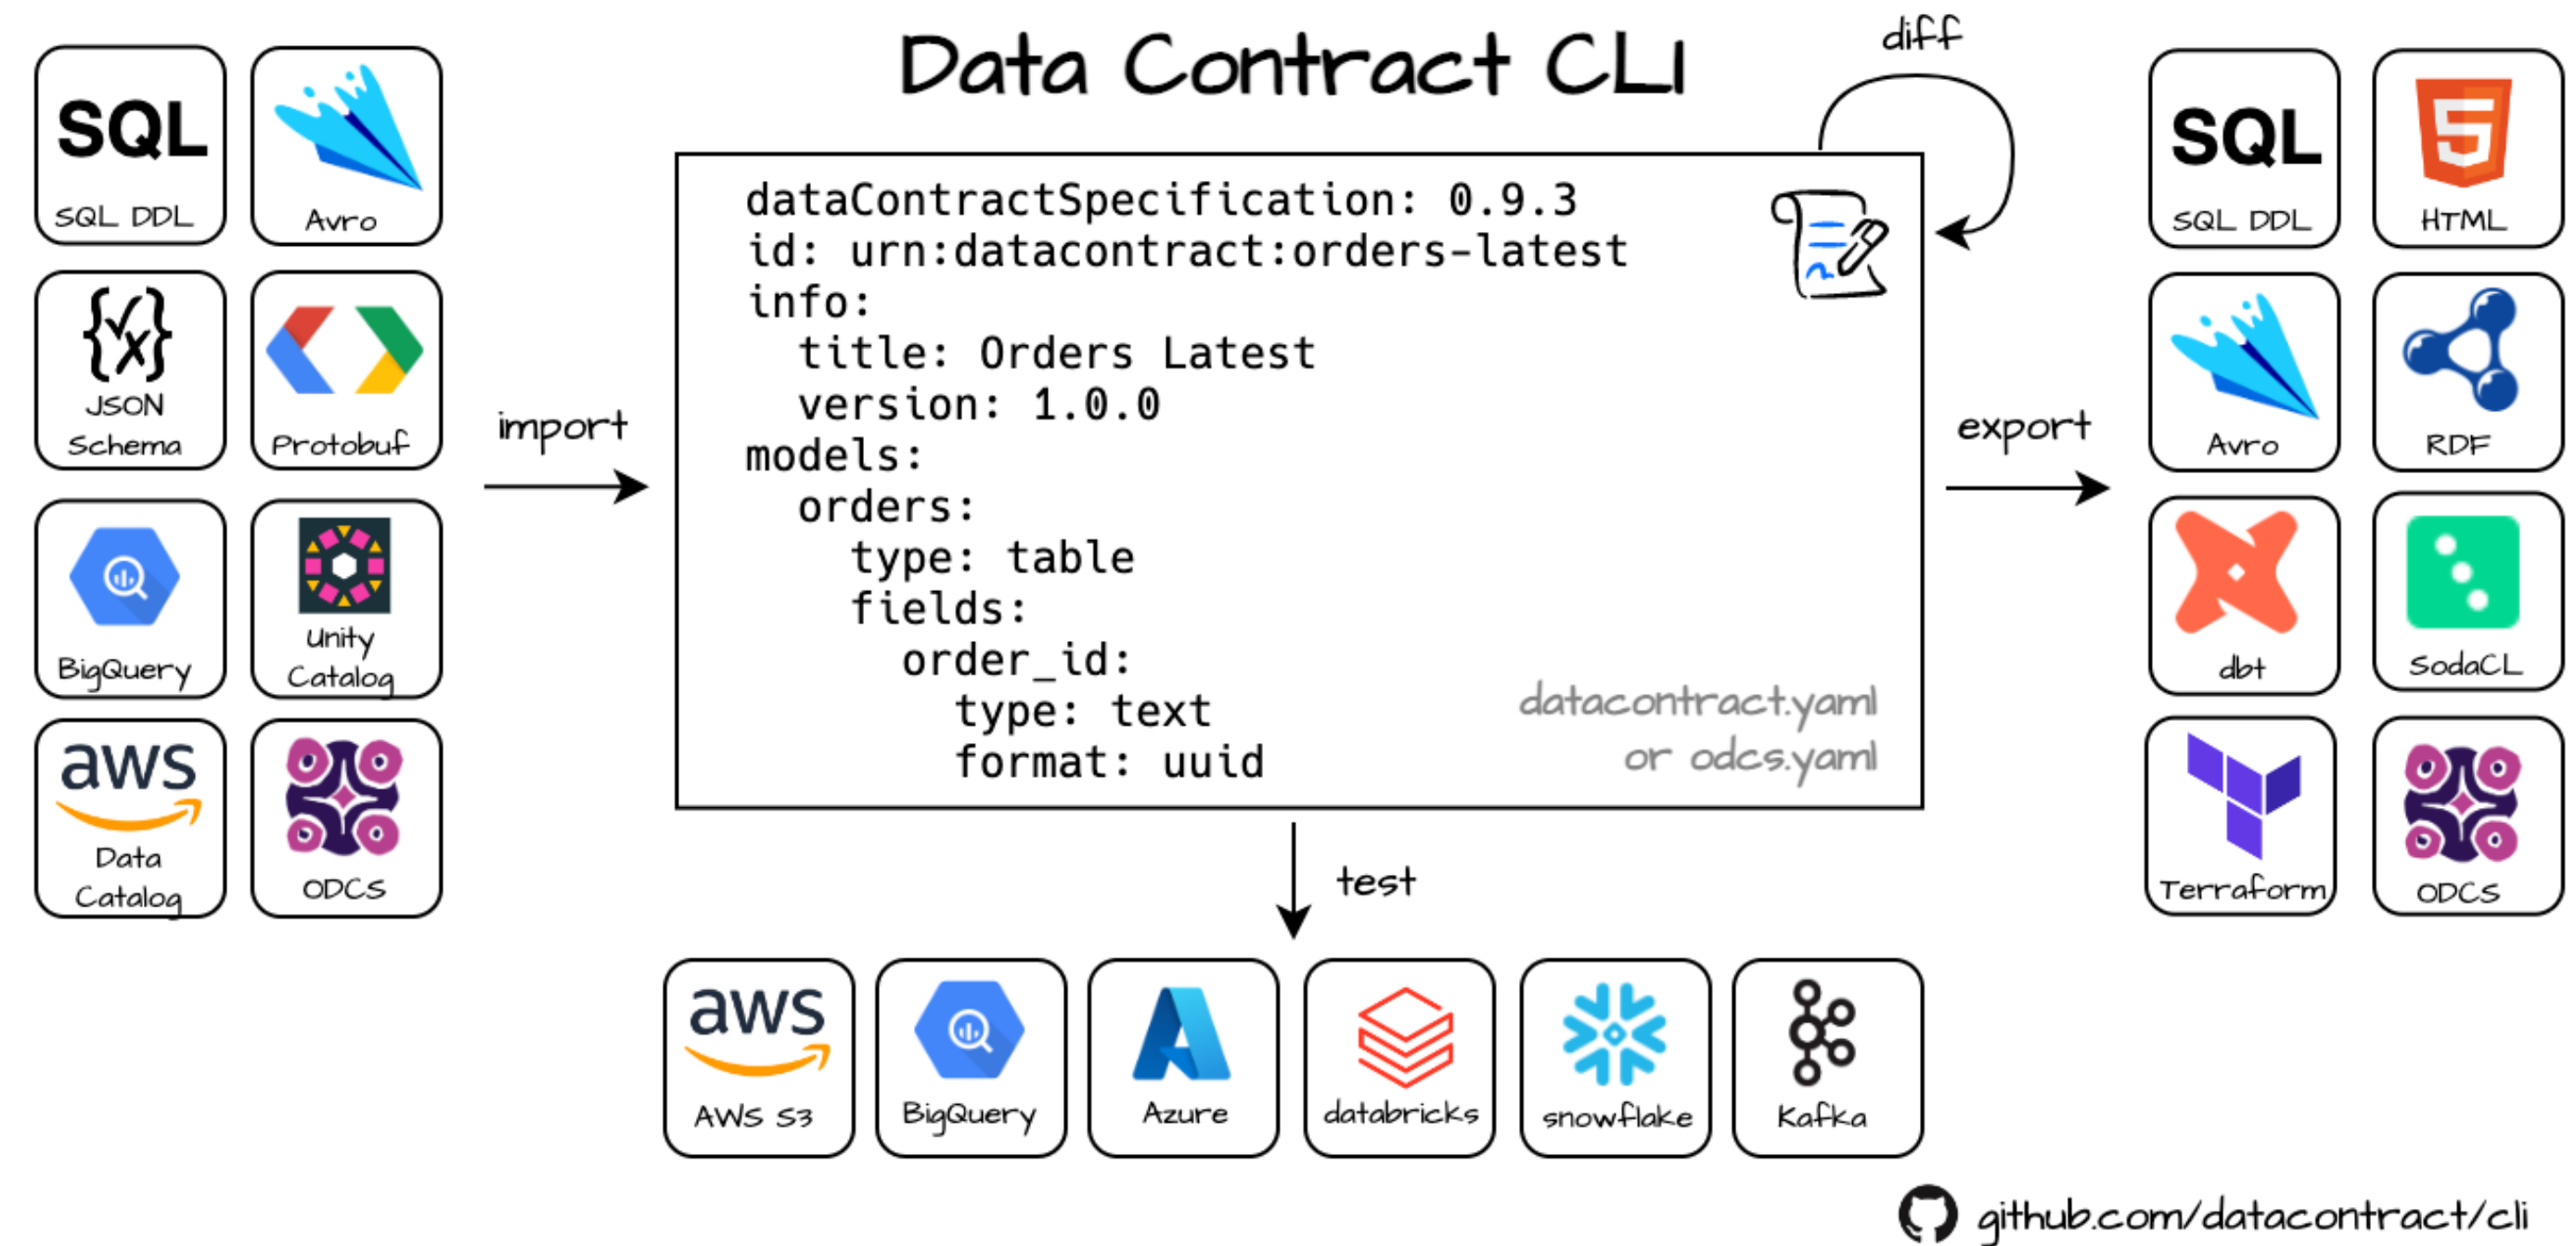 Data Contract CLI
diff
SQL
SQL DDL
Avro
JSON
Schema
Protobuf
BigQuery
Unity
Catalog
aws
Data
Catalog
ODCS
import
dataContractSpecification: 0.9.3
id: urn:datacontract:orders-latest
info:
  title: Orders Latest
  version: 1.0.0
models:
  orders:
    type: table
    fields:
      order_id:
        type: text
        format: uuid
datacontract.yaml
or odcs.yaml
export
SQL
SQL DDL
HTML
Avro
RDF
dbt
SodaCL
Terraform
ODCS
test
aws
AWS S3
BigQuery
Azure
databricks
snowflake
Kafka
github.com/datacontract/cli